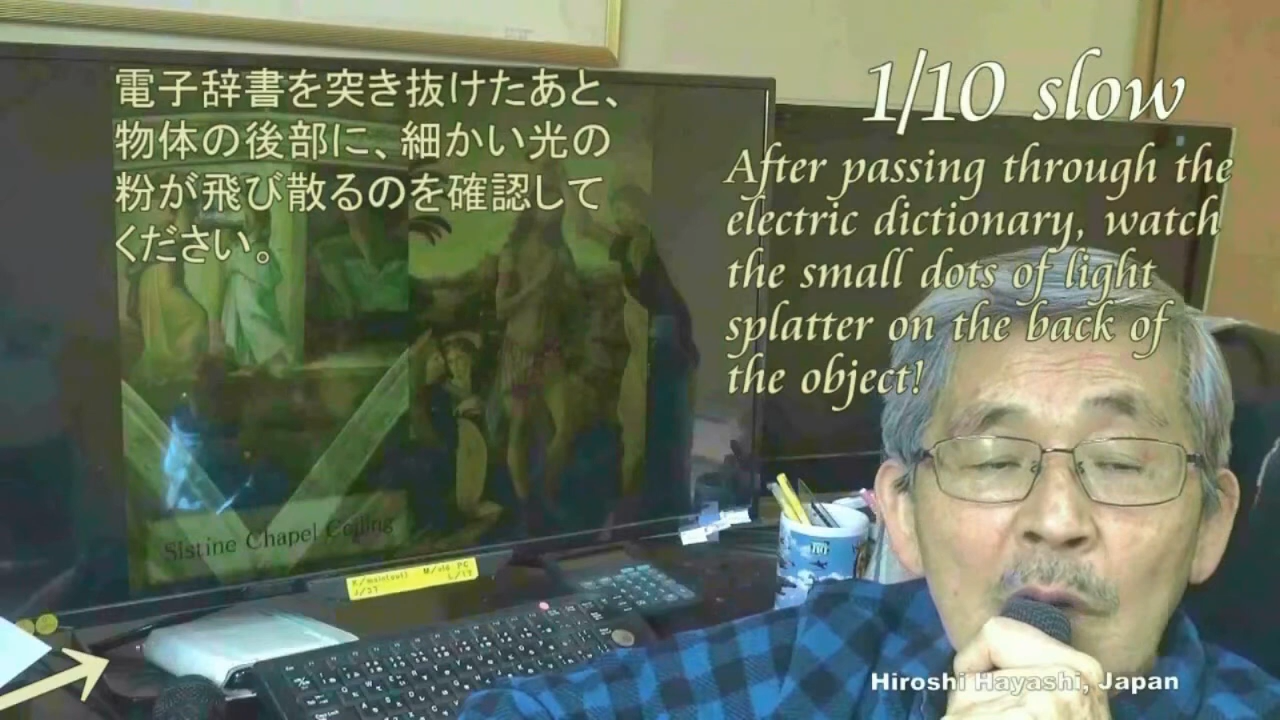 電子辞書を突き抜けたあと、
物体の後部に、細かい光の
粉が飛び散るのを確認して
ください。
1/10 slow
After passing through the
electric dictionary, watch
the small dots of light
splatter on the back of
the object!
Sistine Chapel Ceiling
Hiroshi Hayashi, Japan